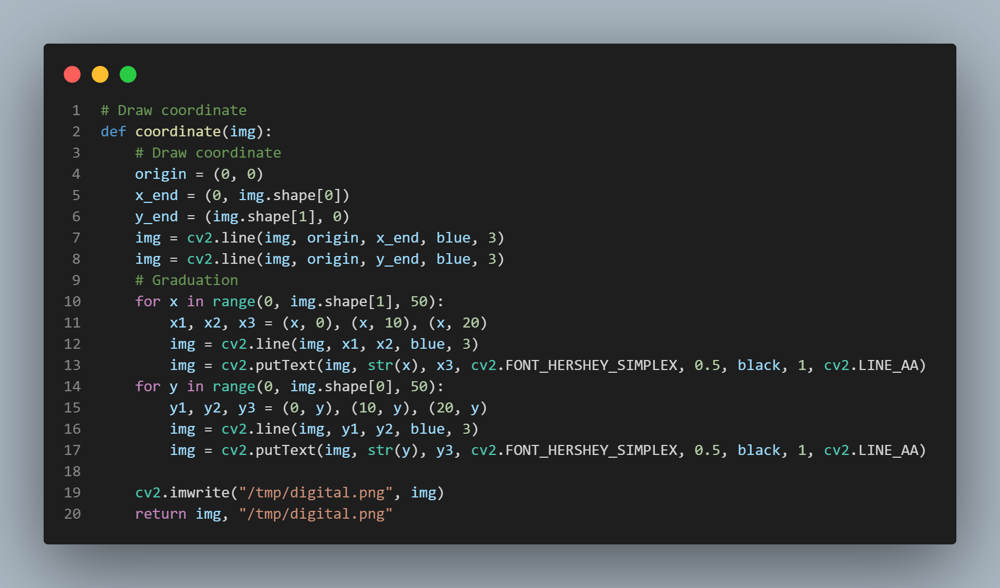 1 # Draw coordinate
2 def coordinate(img):
3     # Draw coordinate
4     origin = (0, 0)
5     x_end = (0, img.shape[0])
6     y_end = (img.shape[1], 0)
7     img = cv2.line(img, origin, x_end, blue, 3)
8     img = cv2.line(img, origin, y_end, blue, 3)
9     # Graduation
10     for x in range(0, img.shape[1], 50):
11         x1, x2, x3 = (x, 0), (x, 10), (x, 20)
12         img = cv2.line(img, x1, x2, blue, 3)
13         img = cv2.putText(img, str(x), x3, cv2.FONT_HERSHEY_SIMPLEX, 0.5, black, 1, cv2.LINE_AA)
14     for y in range(0, img.shape[0], 50):
15         y1, y2, y3 = (0, y), (10, y), (20, y)
16         img = cv2.line(img, y1, y2, blue, 3)
17         img = cv2.putText(img, str(y), y3, cv2.FONT_HERSHEY_SIMPLEX, 0.5, black, 1, cv2.LINE_AA)
18
19     cv2.imwrite("/tmp/digital.png", img)
20     return img, "/tmp/digital.png"